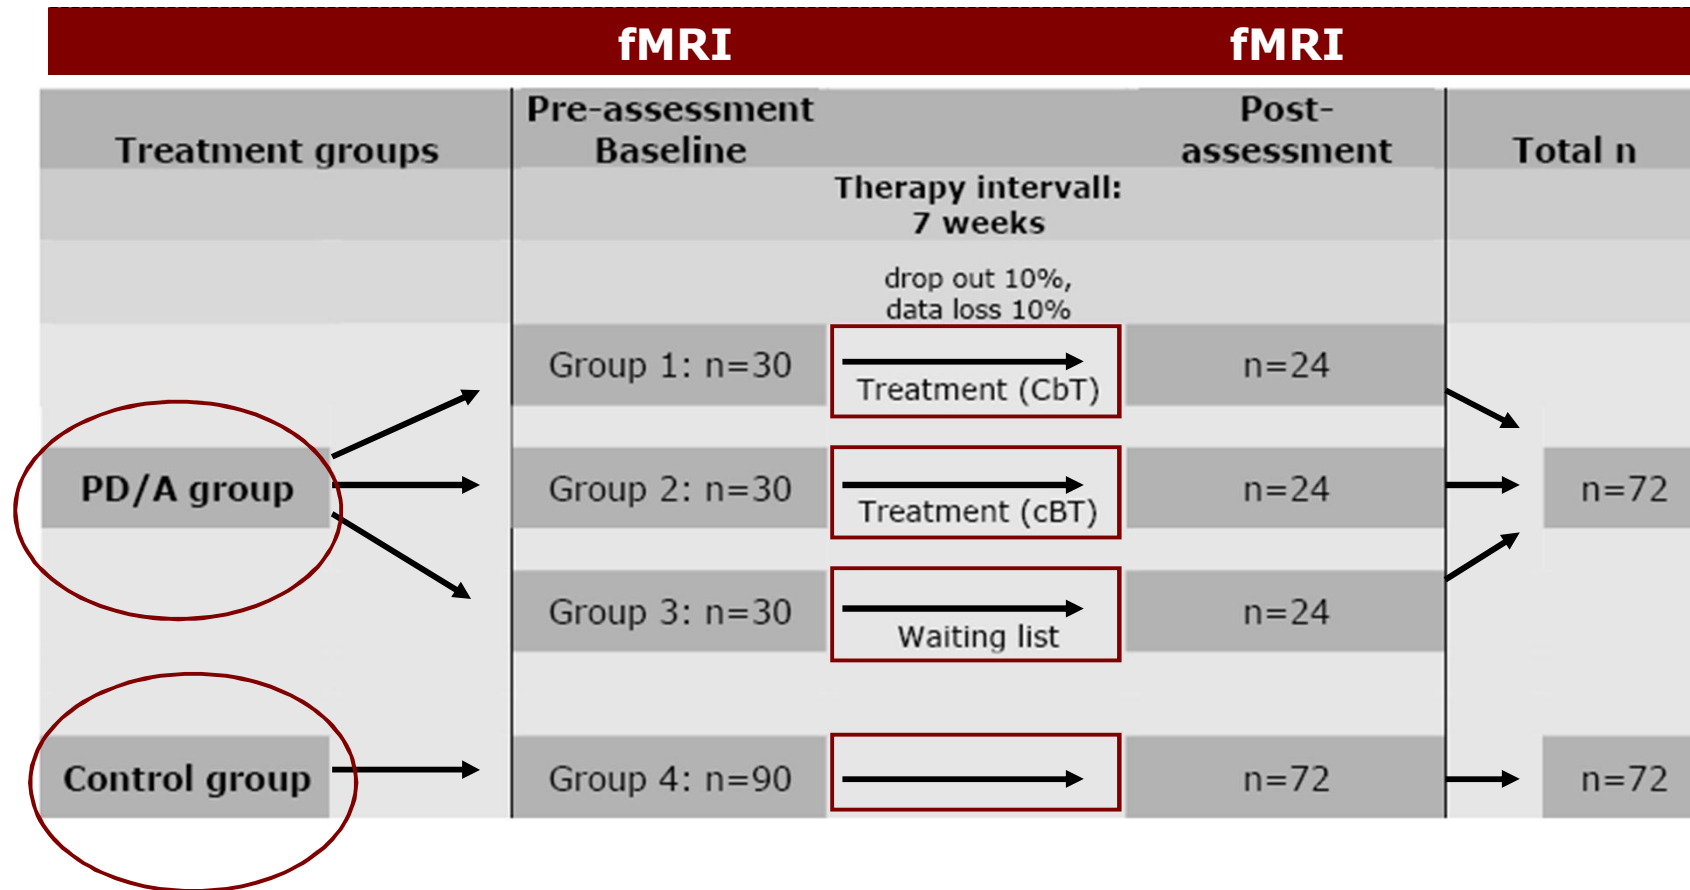 fMRI fMRI
Treatment groups
Pre-assessment
Baseline
Post-
assessment
Total n
Therapy intervall:
7 weeks
drop out 10%,
data loss 10%
Group 1: n=30
Treatment (CbT)
n=24
PD/A group
Group 2: n=30
Treatment (cBT)
n=24
n=72
Group 3: n=30
Waiting list
n=24
Control group
Group 4: n=90
n=72
n=72